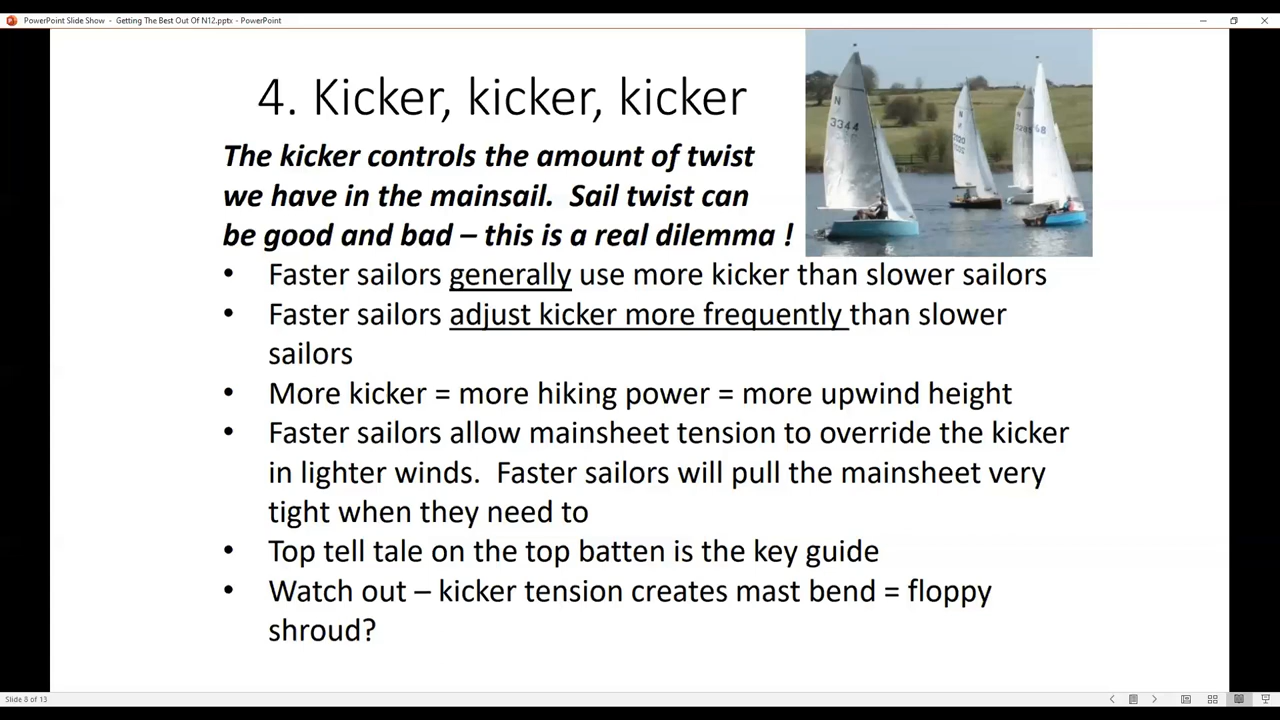 PowerPoint Slide Show - Getting The Best Out Of N12.pptx - PowerPoint
4. Kicker, kicker, kicker
The kicker controls the amount of twist
we have in the mainsail. Sail twist can
be good and bad – this is a real dilemma !
• Faster sailors generally use more kicker than slower sailors
• Faster sailors adjust kicker more frequently than slower
sailors
• More kicker = more hiking power = more upwind height
• Faster sailors allow mainsheet tension to override the kicker
in lighter winds. Faster sailors will pull the mainsheet very
tight when they need to
• Top tell tale on the top batten is the key guide
• Watch out – kicker tension creates mast bend = floppy
shroud?
N
3344
Slide 8 of 13